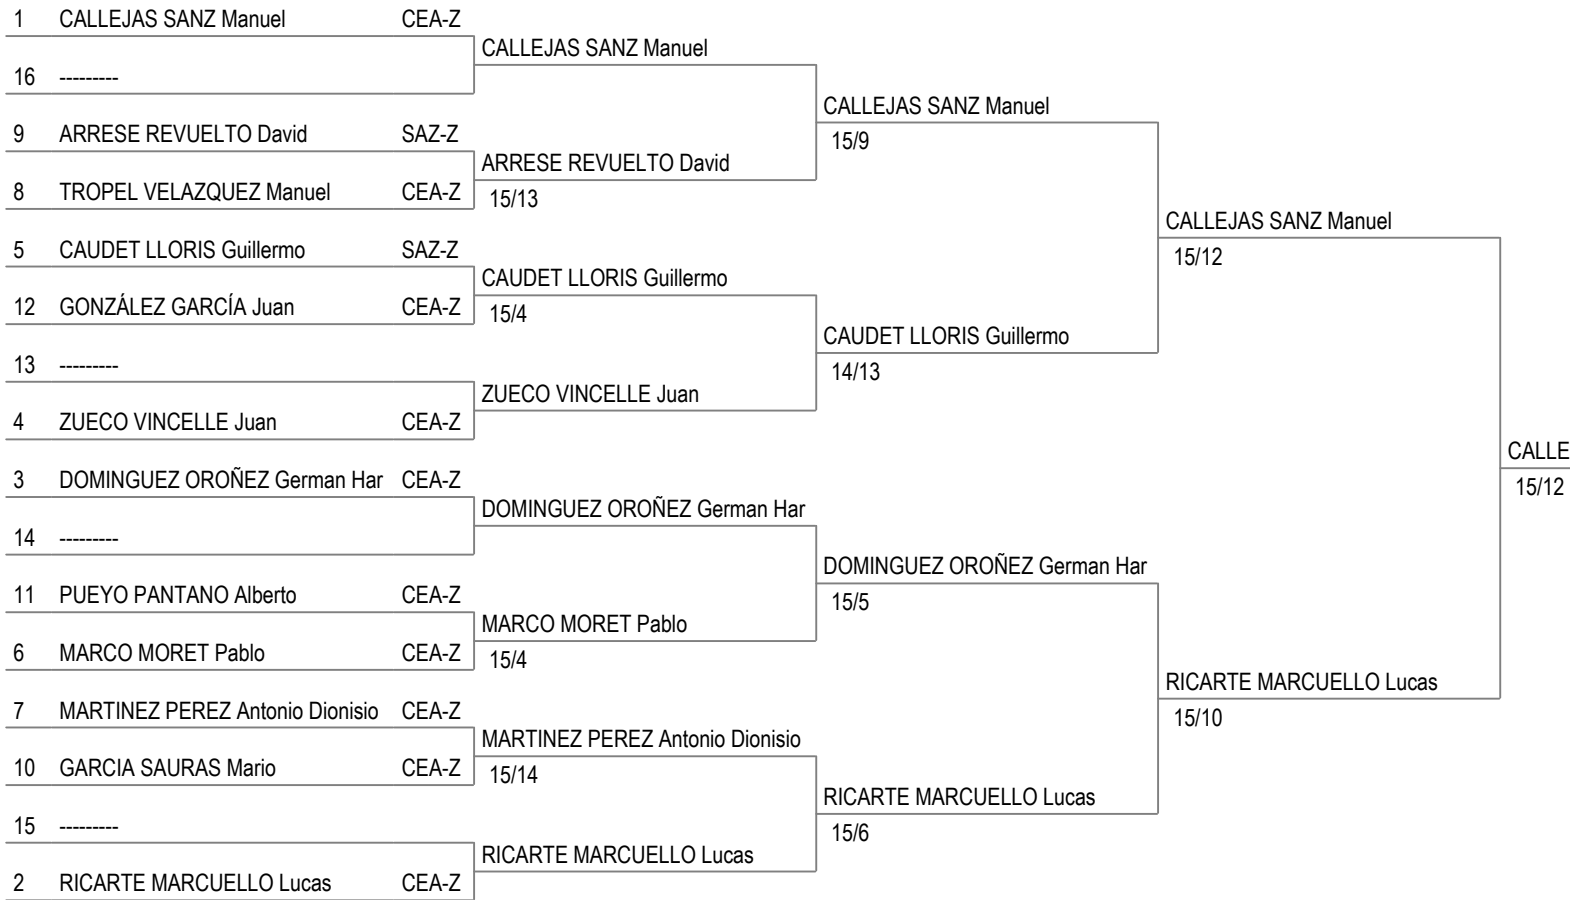 1 CALLEJAS SANZ Manuel CEA-Z
CALLEJAS SANZ Manuel
16 ---------
CALLEJAS SANZ Manuel
15/9
9 ARRESE REVUELTO David SAZ-Z
ARRESE REVUELTO David
15/13
8 TROPEL VELAZQUEZ Manuel CEA-Z
CALLEJAS SANZ Manuel
15/12
5 CAUDET LLORIS Guillermo SAZ-Z
CAUDET LLORIS Guillermo
15/4
12 GONZÁLEZ GARCÍA Juan CEA-Z
CAUDET LLORIS Guillermo
14/13
13 ---------
ZUECO VINCELLE Juan
4 ZUECO VINCELLE Juan CEA-Z
CALLE
15/12
3 DOMINGUEZ OROÑEZ German Har CEA-Z
DOMINGUEZ OROÑEZ German Har
14 ---------
DOMINGUEZ OROÑEZ German Har
15/5
11 PUEYO PANTANO Alberto CEA-Z
MARCO MORET Pablo
15/4
6 MARCO MORET Pablo CEA-Z
RICARTE MARCUELLO Lucas
15/10
7 MARTINEZ PEREZ Antonio Dionisio CEA-Z
MARTINEZ PEREZ Antonio Dionisio
15/14
10 GARCIA SAURAS Mario CEA-Z
RICARTE MARCUELLO Lucas
15/6
15 ---------
RICARTE MARCUELLO Lucas
2 RICARTE MARCUELLO Lucas CEA-Z